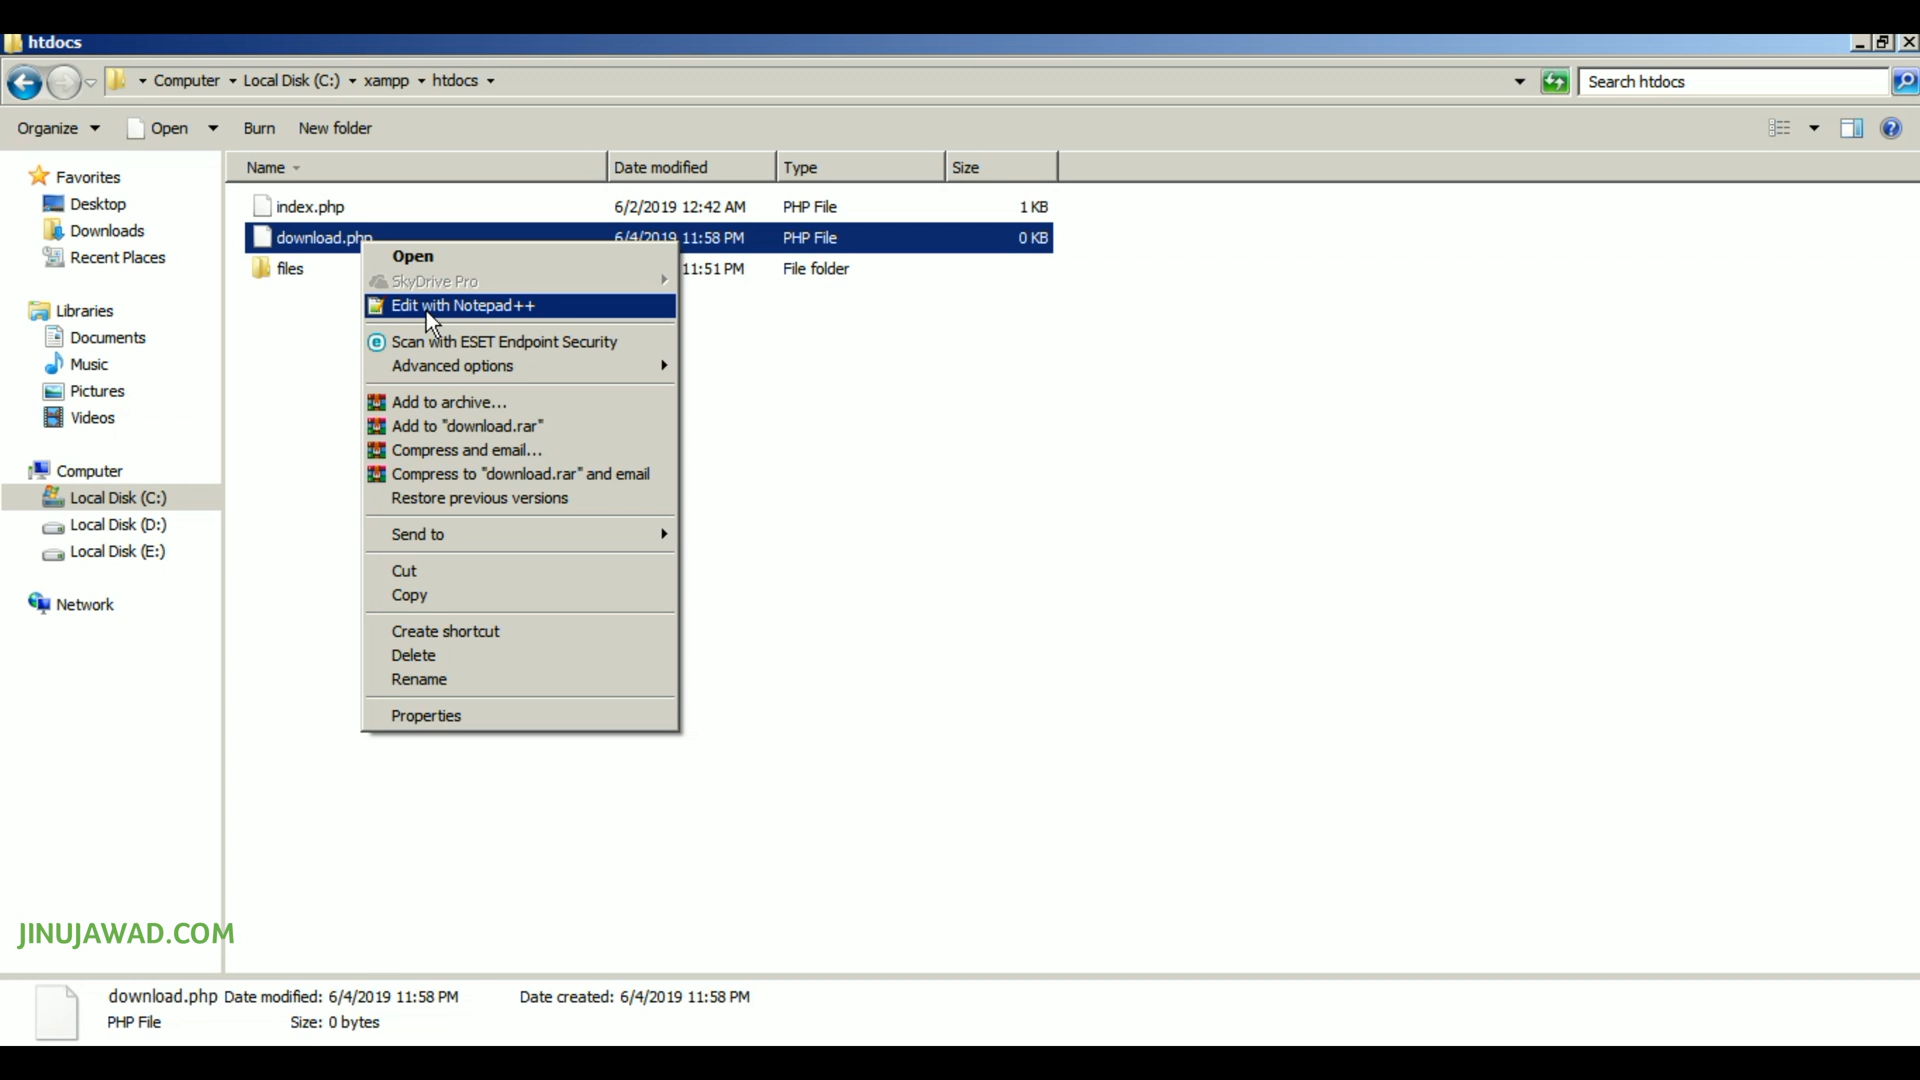 htdocs
Computer Local Disk (C:) xampp htdocs
Search htdocs
Organize Open Burn New folder
Name Date modified Type Size
index.php 6/2/2019 12:42 AM PHP File 1 KB
download.php 6/4/2019 11:58 PM PHP File 0 KB
files 11:51 PM File folder
Favorites
Desktop
Downloads
Recent Places
Libraries
Documents
Music
Pictures
Videos
Computer
Local Disk (C:)
Local Disk (D:)
Local Disk (E:)
Network
Open
SkyDrive Pro
Edit with Notepad++
Scan with ESET Endpoint Security
Advanced options
Add to archive...
Add to "download.rar"
Compress and email...
Compress to "download.rar" and email
Restore previous versions
Send to
Cut
Copy
Create shortcut
Delete
Rename
Properties
JINUJAWAD.COM
download.php Date modified: 6/4/2019 11:58 PM Date created: 6/4/2019 11:58 PM
PHP File Size: 0 bytes